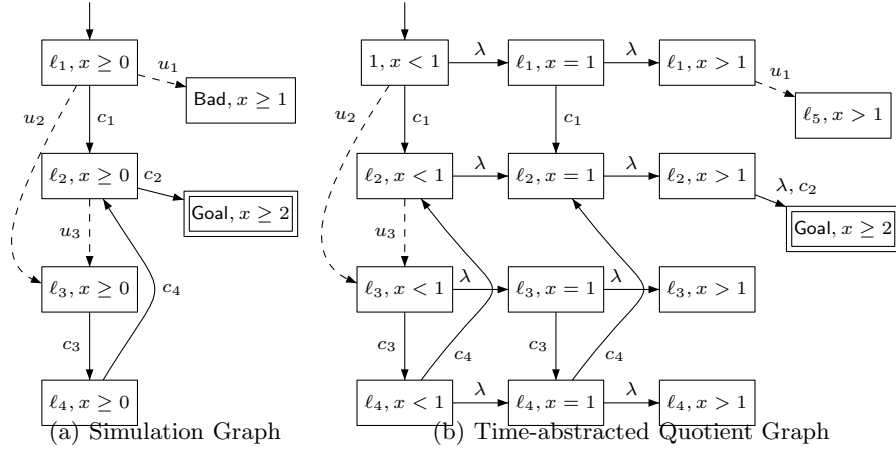 ℓ₁, x ≥ 0
u₁
Bad, x ≥ 1
u₂
c₁
ℓ₂, x ≥ 0
c₂
Goal, x ≥ 2
u₃
ℓ₃, x ≥ 0
c₄
c₃
ℓ₄, x ≥ 0
(a) Simulation Graph
1, x < 1
λ
ℓ₁, x = 1
λ
ℓ₁, x > 1
u₁
ℓ₅, x > 1
u₂
c₁
c₁
ℓ₂, x < 1
λ
ℓ₂, x = 1
λ
ℓ₂, x > 1
λ, c₂
Goal, x ≥ 2
u₃
ℓ₃, x < 1
λ
ℓ₃, x = 1
λ
ℓ₃, x > 1
c₃
c₄
c₃
c₄
ℓ₄, x < 1
λ
ℓ₄, x = 1
λ
ℓ₄, x > 1
(b) Time-abstracted Quotient Graph